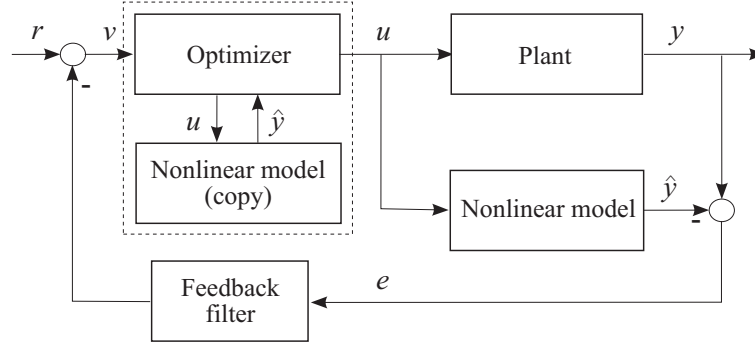 r
v
Optimizer
u
Plant
y
-
u
ŷ
Nonlinear model
(copy)
Nonlinear model
ŷ
-
Feedback
filter
e